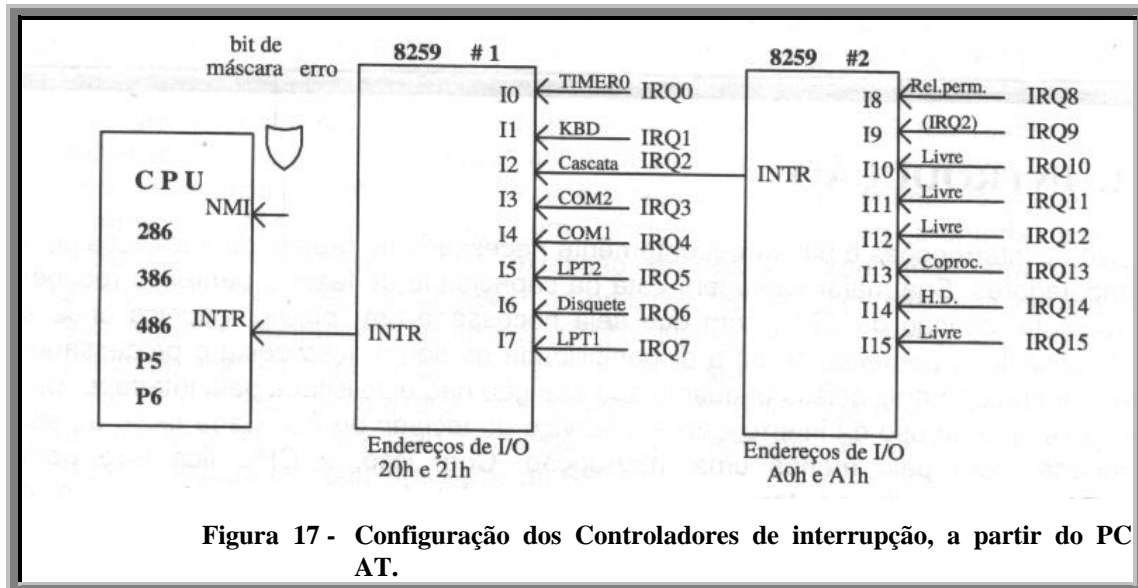 bit de
máscara erro
CPU
286
386
486
P5
P6
NMI
INTR
8259 # 1
I0
I1
I2
I3
I4
I5
I6
I7
INTR
TIMER0 IRQ0
KBD IRQ1
Cascata IRQ2
COM2 IRQ3
COM1 IRQ4
LPT2 IRQ5
Disquete IRQ6
LPT1 IRQ7
Endereços de I/O
20h e 21h
8259 #2
INTR
I8
I9
I10
I11
I12
I13
I14
I15
Rel.perm. IRQ8
(IRQ2) IRQ9
Livre IRQ10
Livre IRQ11
Livre IRQ12
Coproc. IRQ13
H.D. IRQ14
Livre IRQ15
Endereços de I/O
A0h e A1h
Figura 17 - Configuração dos Controladores de interrupção, a partir do PC
AT.